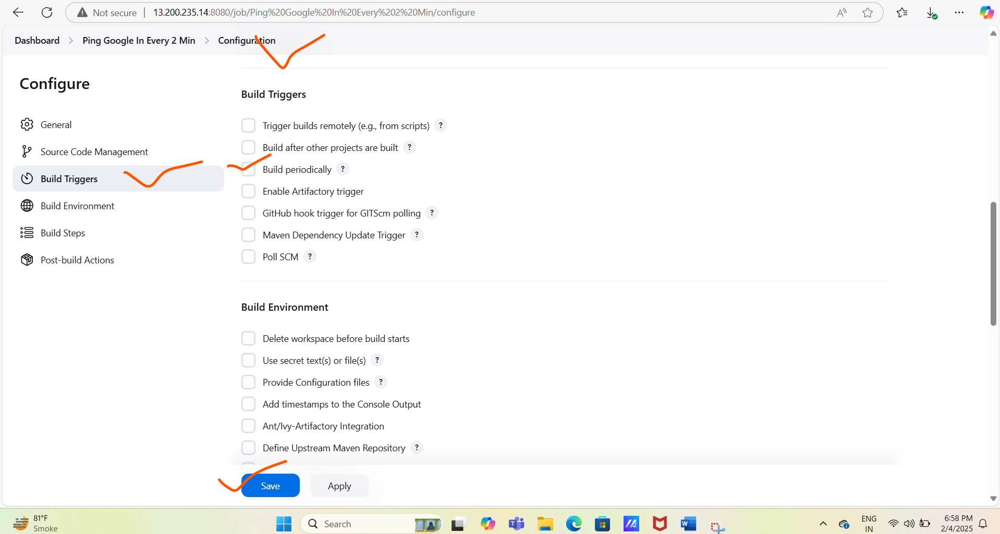 Not secure
13.200.235.14:8080/job/Ping%20Google%20In%20Every%202%20Min/configure
Dashboard > Ping Google In Every 2 Min > Configuration
Configure
General
Source Code Management
Build Triggers
Build Environment
Build Steps
Post-build Actions
Build Triggers
Trigger builds remotely (e.g., from scripts) ?
Build after other projects are built ?
Build periodically ?
Enable Artifactory trigger
GitHub hook trigger for GITScm polling ?
Maven Dependency Update Trigger ?
Poll SCM ?
Build Environment
Delete workspace before build starts
Use secret text(s) or file(s) ?
Provide Configuration files ?
Add timestamps to the Console Output
Ant/Ivy-Artifactory Integration
Define Upstream Maven Repository ?
Save Apply
81°F
Smoke
Search
ENG
IN
6:58 PM
2/4/2025